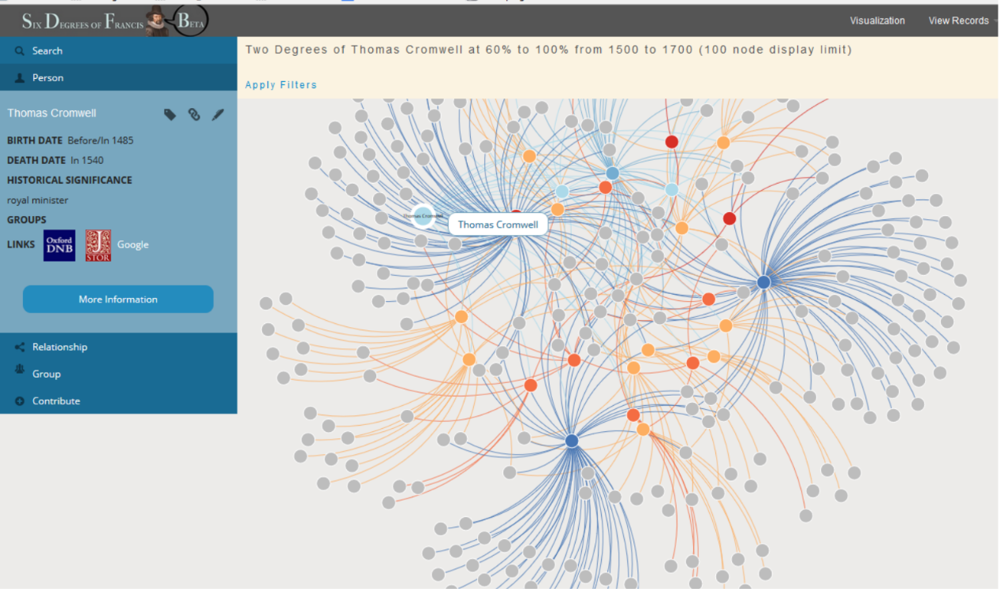 SIX DEGREES OF FRANCIS BETA
Visualization View Records
Search
Person
Two Degrees of Thomas Cromwell at 60% to 100% from 1500 to 1700 (100 node display limit)
Apply Filters
Thomas Cromwell
BIRTH DATE Before/In 1485
DEATH DATE In 1540
HISTORICAL SIGNIFICANCE
royal minister
GROUPS
LINKS Oxford DNB JSTOR Google
More Information
Relationship
Group
Contribute
Thomas Cromwell
Thomas Cromwell